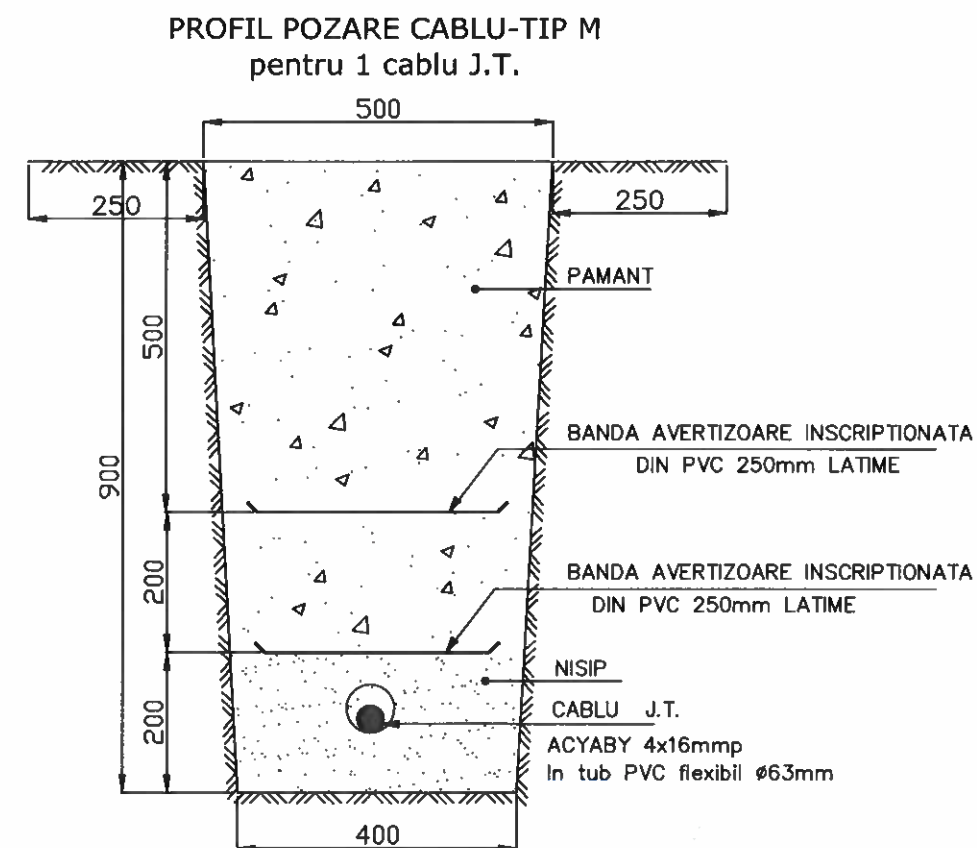 PROFIL POZARE CABLU-TIP M
pentru 1 cablu J.T.
500
250
250
PAMANT
500
900
BANDA AVERTIZOARE INSCRIPTIONATA
DIN PVC 250mm LATIME
200
BANDA AVERTIZOARE INSCRIPTIONATA
DIN PVC 250mm LATIME
NISIP
200
CABLU J.T.
ACYABY 4x16mmp
In tub PVC flexibil ø63mm
400